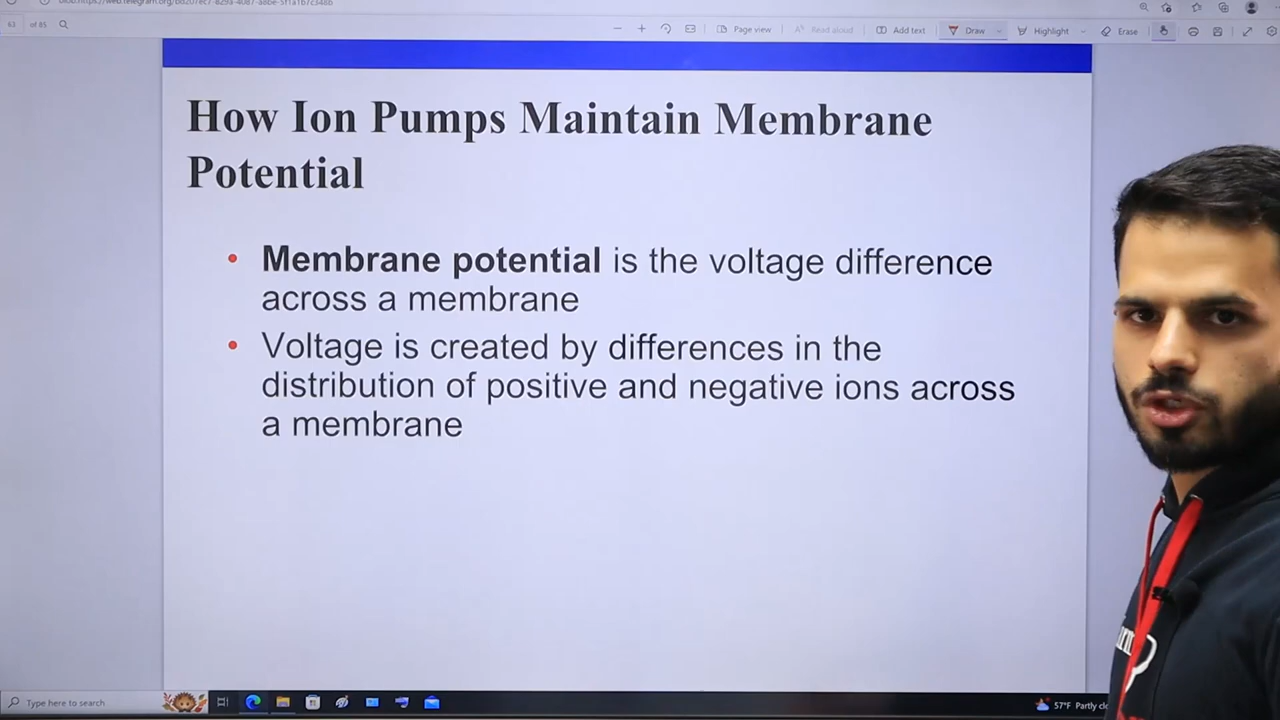 63 of 85
Page view
Read aloud
Add text
Draw
Highlight
Erase
How Ion Pumps Maintain Membrane
Potential
• Membrane potential is the voltage difference
across a membrane
• Voltage is created by differences in the
distribution of positive and negative ions across
a membrane
Type here to search
57°F Partly